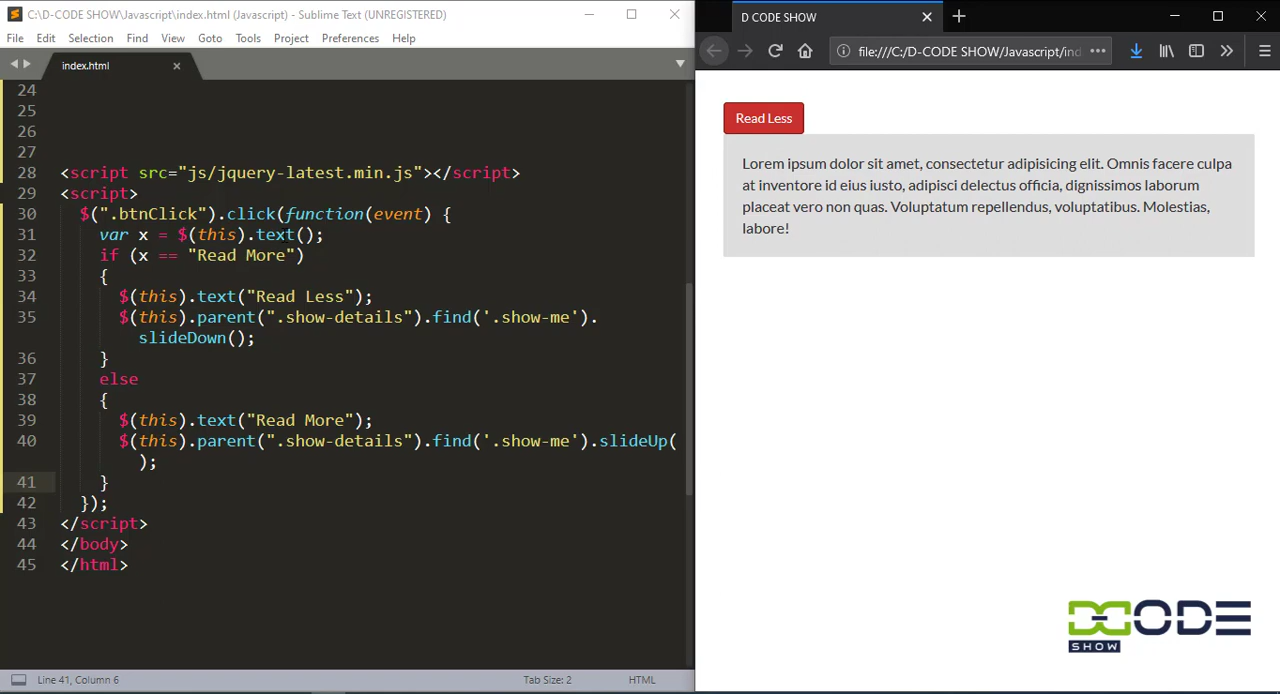 C:\D-CODE SHOW\Javascript\index.html (Javascript) - Sublime Text (UNREGISTERED)
File Edit Selection Find View Goto Tools Project Preferences Help
index.html
24
25
26
27
28 <script src="js/jquery-latest.min.js"></script>
29 <script>
30 $(".btnClick").click(function(event) {
31 var x = $(this).text();
32 if (x == "Read More")
33 {
34 $(this).text("Read Less");
35 $(this).parent(".show-details").find('.show-me').
slideDown();
36 }
37 else
38 {
39 $(this).text("Read More");
40 $(this).parent(".show-details").find('.show-me').slideUp(
);
41 }
42 });
43 </script>
44 </body>
45 </html>
Line 41, Column 6
Tab Size: 2
HTML
D CODE SHOW
file:///C:/D-CODE SHOW/Javascript/ind
Read Less
Lorem ipsum dolor sit amet, consectetur adipisicing elit. Omnis facere culpa
at inventore id eius iusto, adipisci delectus officia, dignissimos laborum
placeat vero non quas. Voluptatum repellendus, voluptatibus. Molestias,
labore!
DCODE
SHOW